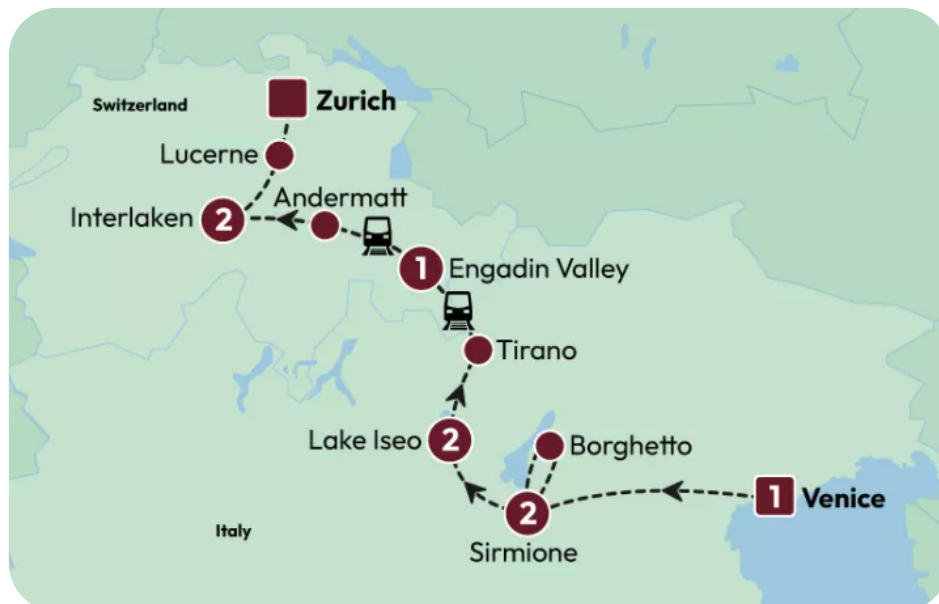 Switzerland
Zurich
Lucerne
Andermatt
Interlaken
2
1
Engadin Valley
Tirano
Lake Iseo
2
Borghetto
1
Venice
2
Sirmione
Italy